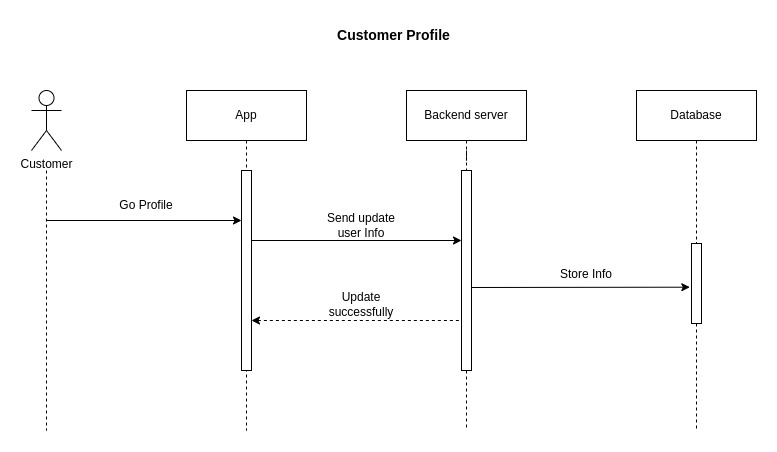 Customer Profile
App
Backend server
Database
Customer
Go Profile
Send update
user Info
Store Info
Update
successfully